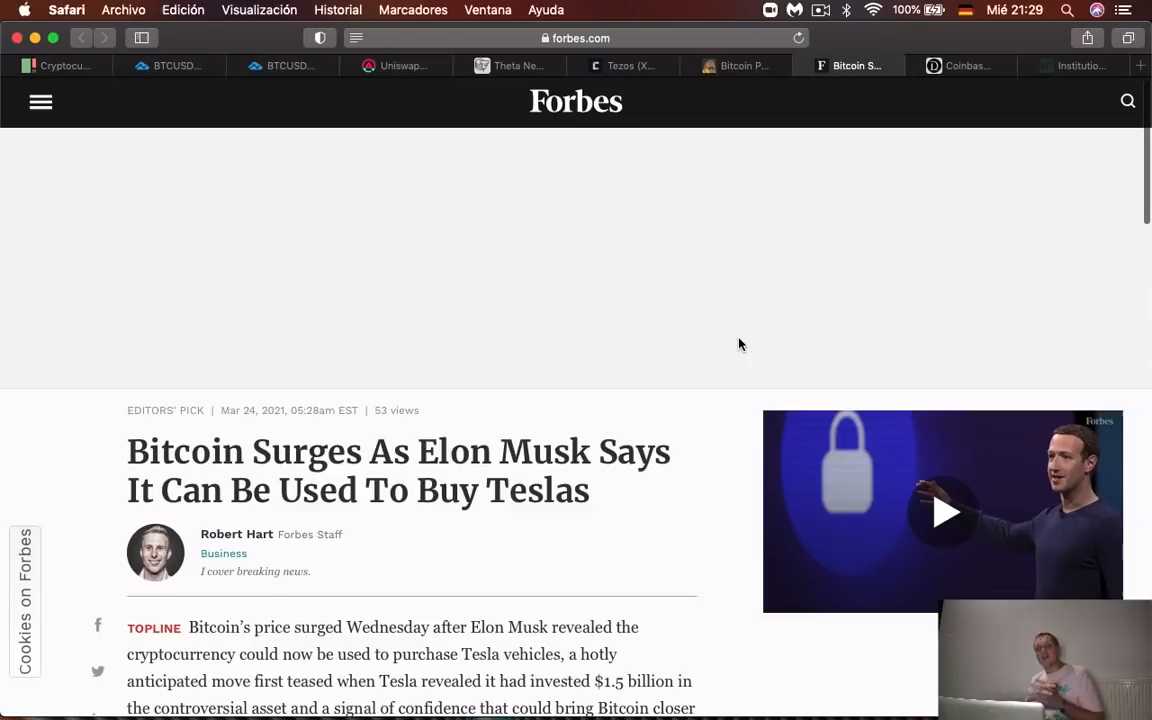 Safari Archivo Edición Visualización Historial Marcadores Ventana Ayuda 100% Mié 21:29
forbes.com
Cryptocu... BTCUSD... BTCUSD... Uniswap... Theta Ne... Tezos (X... Bitcoin P... F Bitcoin S... Coinbas... Institutio...
Forbes
EDITORS' PICK | Mar 24, 2021, 05:28am EST | 53 views
Bitcoin Surges As Elon Musk Says
It Can Be Used To Buy Teslas
Forbes
Robert Hart Forbes Staff
Business
I cover breaking news.
Cookies on Forbes
TOPLINE Bitcoin’s price surged Wednesday after Elon Musk revealed the
cryptocurrency could now be used to purchase Tesla vehicles, a hotly
anticipated move first teased when Tesla revealed it had invested $1.5 billion in
the controversial asset and a signal of confidence that could bring Bitcoin closer